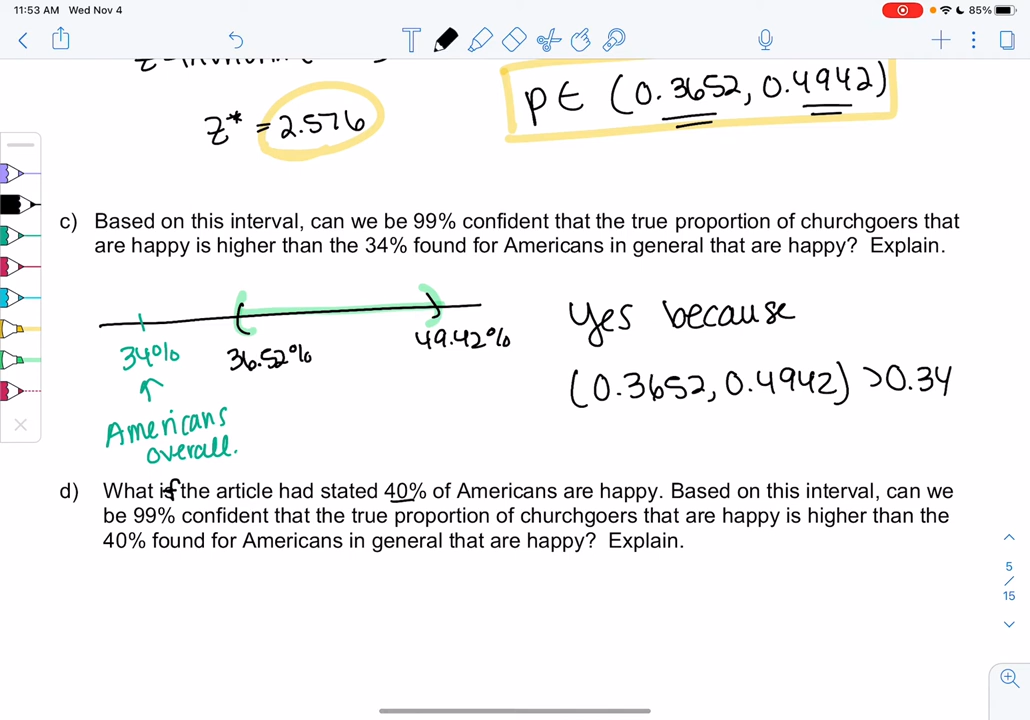 11:53 AM Wed Nov 4
85%
T
p ∈ (0.3652, 0.4942)
z* = 2.576
c) Based on this interval, can we be 99% confident that the true proportion of churchgoers that
are happy is higher than the 34% found for Americans in general that are happy? Explain.
34%
36.52%
49.42%
Americans
overall.
Yes because
(0.3652, 0.4942) >0.34
d) What if the article had stated 40% of Americans are happy. Based on this interval, can we
be 99% confident that the true proportion of churchgoers that are happy is higher than the
40% found for Americans in general that are happy? Explain.
5
/
15